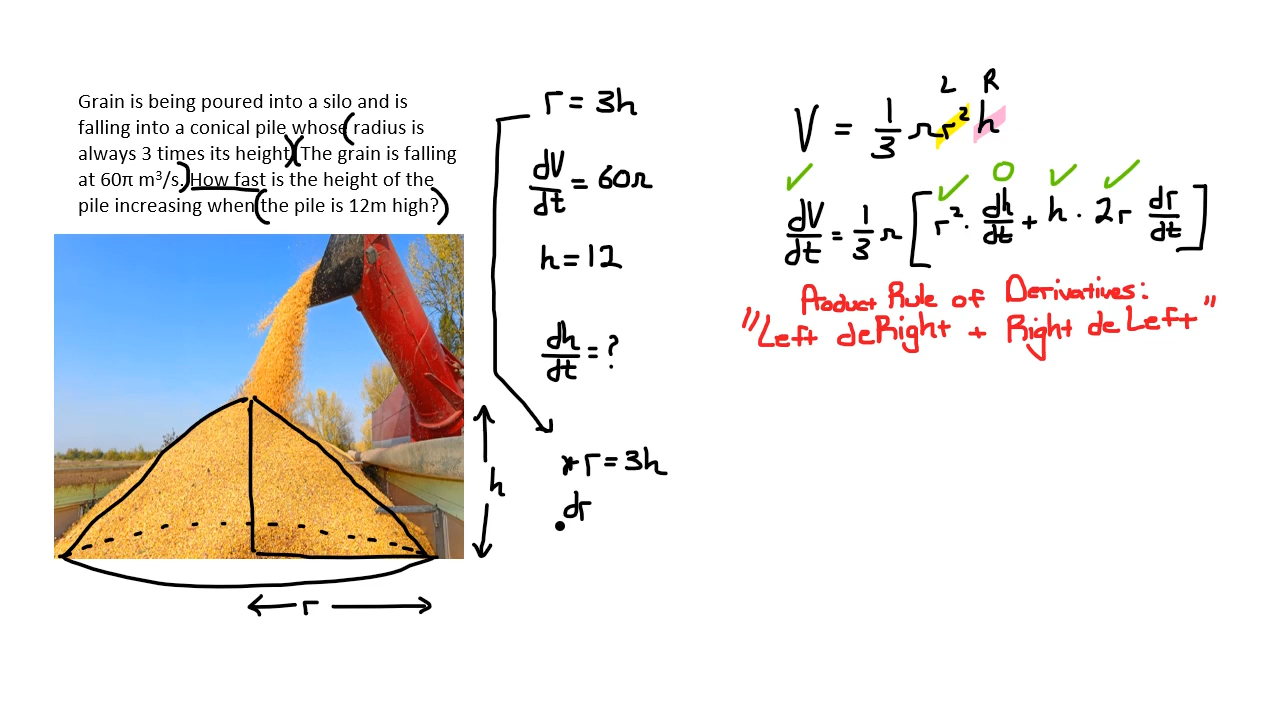 Grain is being poured into a silo and is
falling into a conical pile whose (radius is
always 3 times its height.)(The grain is falling
at 60π m³/s.) How fast is the height of the
pile increasing when (the pile is 12m high?)
r = 3h
dV/dt = 60π
h = 12
dh/dt = ?
* r = 3h
dr
h
r
L R
V = 1/3 π r² h
dV/dt = 1/3 π [ r² · dh/dt + h · 2r dr/dt ]
Product Rule of Derivatives:
"Left deRight + Right deLeft"